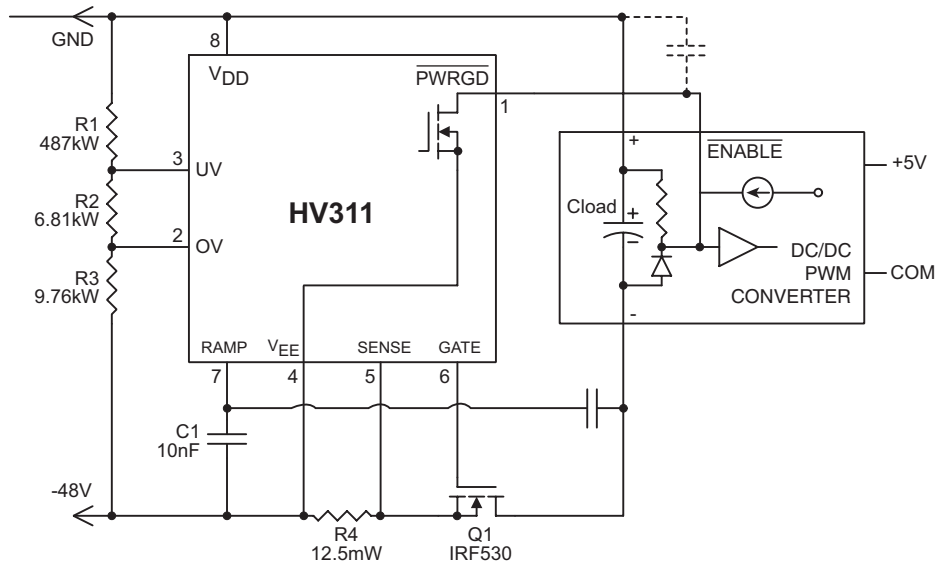 GND
8
VDD
PWRGD
1
R1
487kW
3
UV
ENABLE
+
+5V
R2
6.81kW
HV311
Cload
+
-
2
OV
DC/DC
PWM
CONVERTER
COM
R3
9.76kW
-
RAMP
VEE
SENSE
GATE
7
4
5
6
C1
10nF
-48V
R4
12.5mW
Q1
IRF530